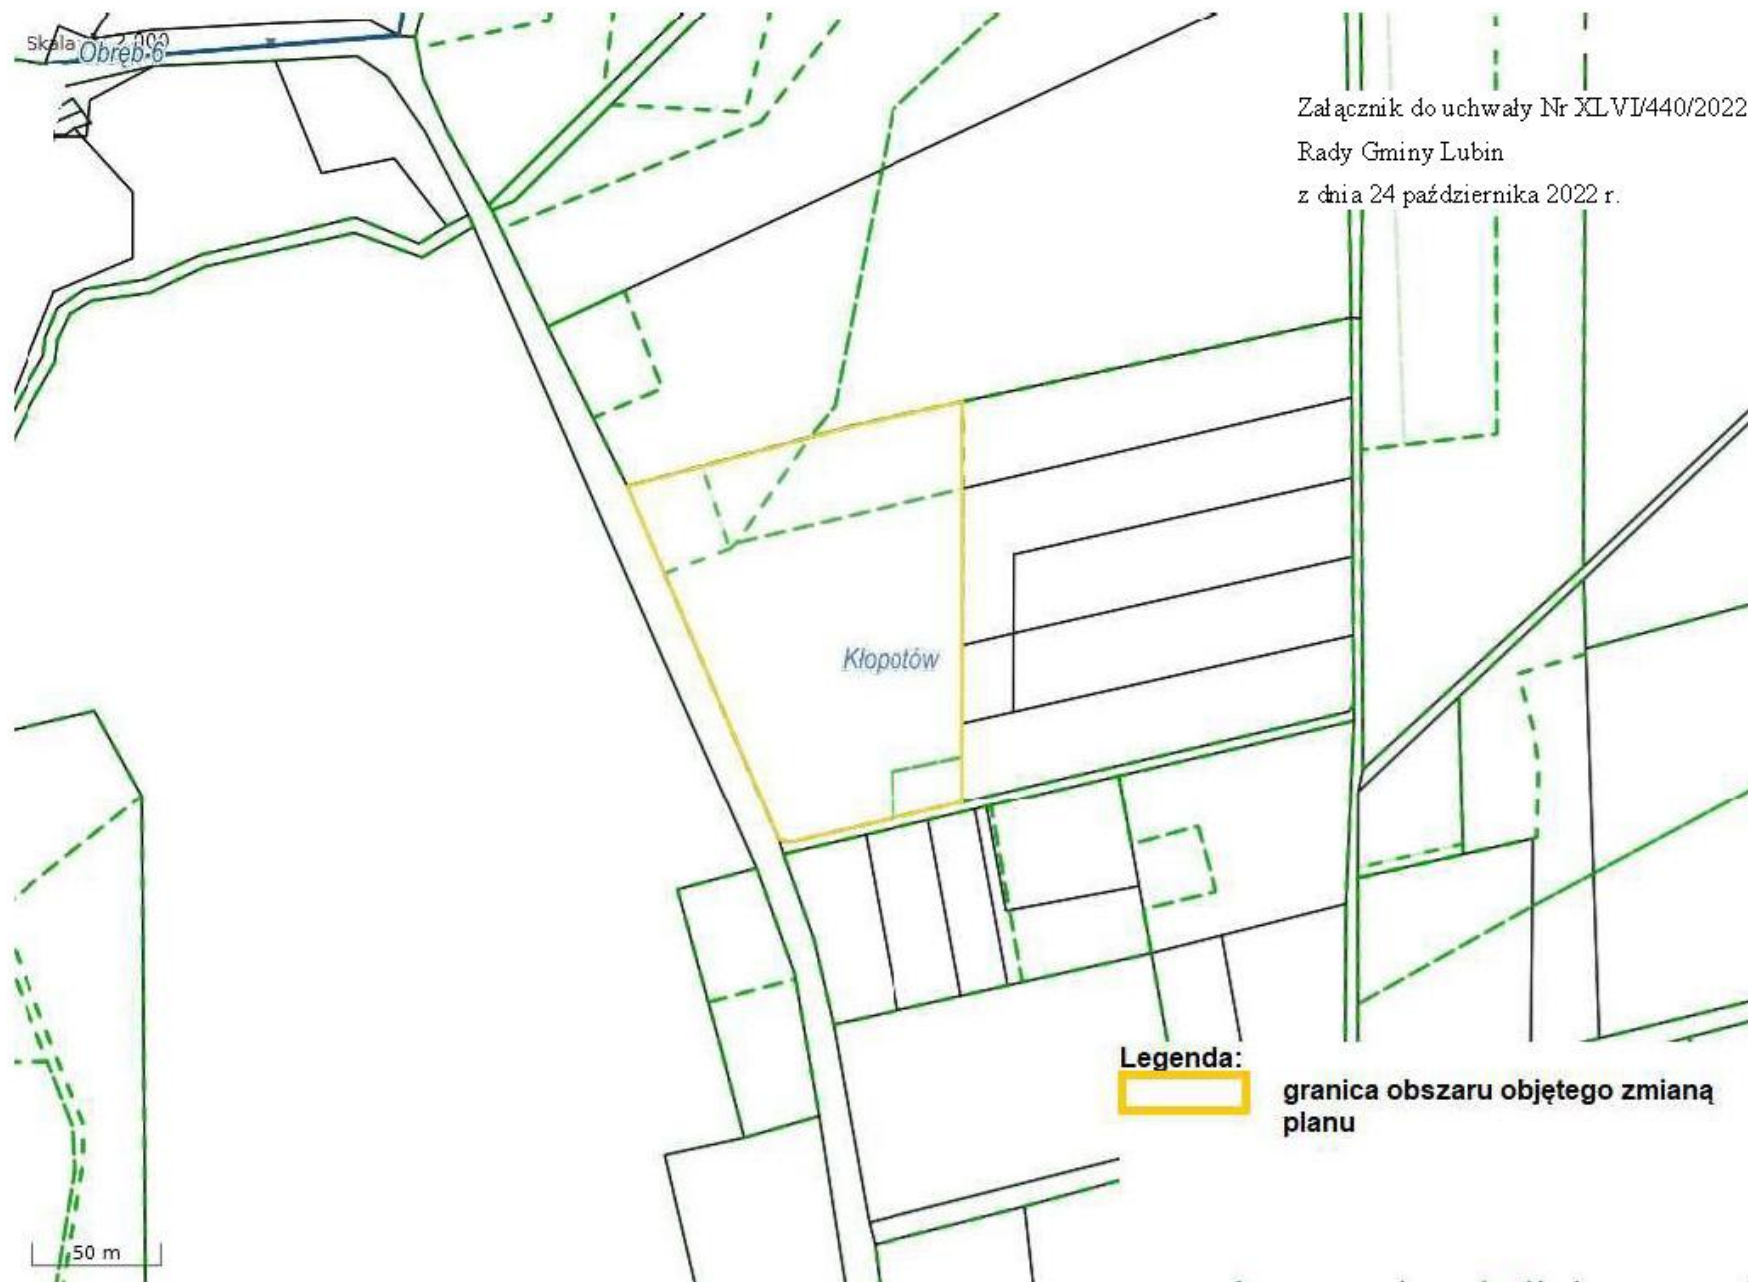 Skala
Obręb 6
Załącznik do uchwały Nr XLVI/440/2022
Rady Gminy Lubin
z dnia 24 października 2022 r.
Kłopotów
Legenda:
granica obszaru objętego zmianą
planu
50 m